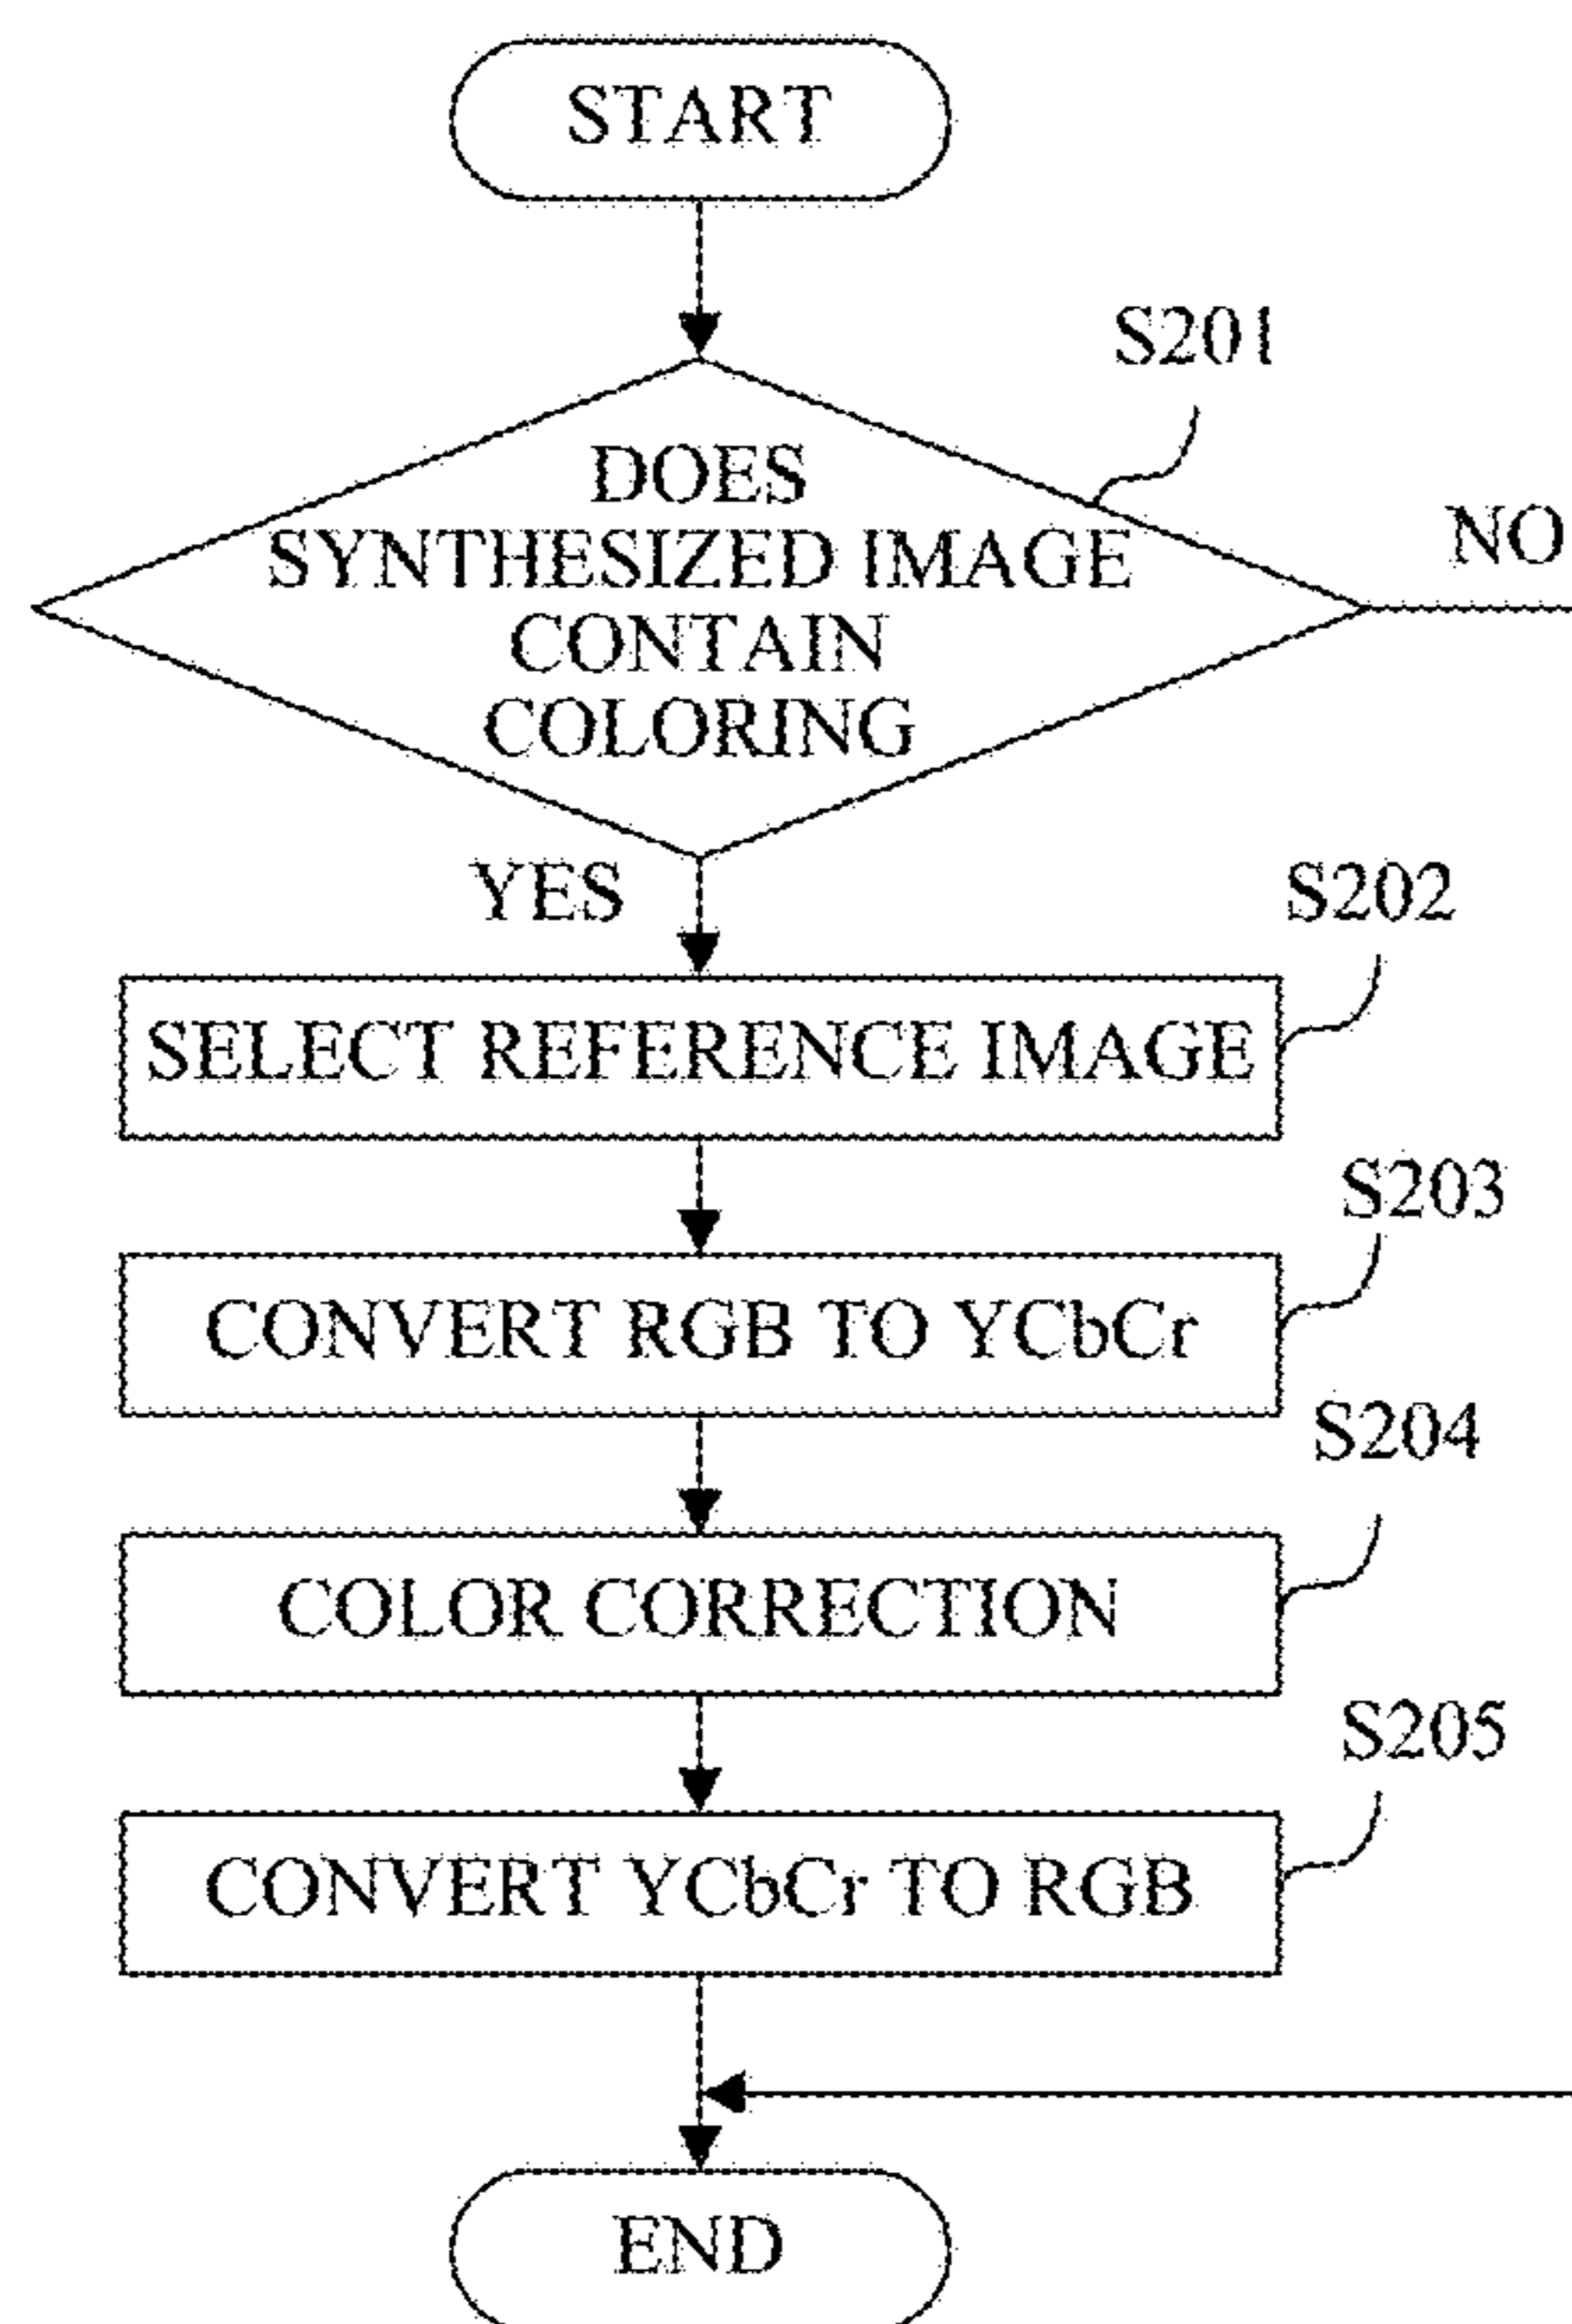 START
S201
DOES
SYNTHESIZED IMAGE
CONTAIN
COLORING
NO
YES
S202
SELECT REFERENCE IMAGE
S203
CONVERT RGB TO YCbCr
S204
COLOR CORRECTION
S205
CONVERT YCbCr TO RGB
END